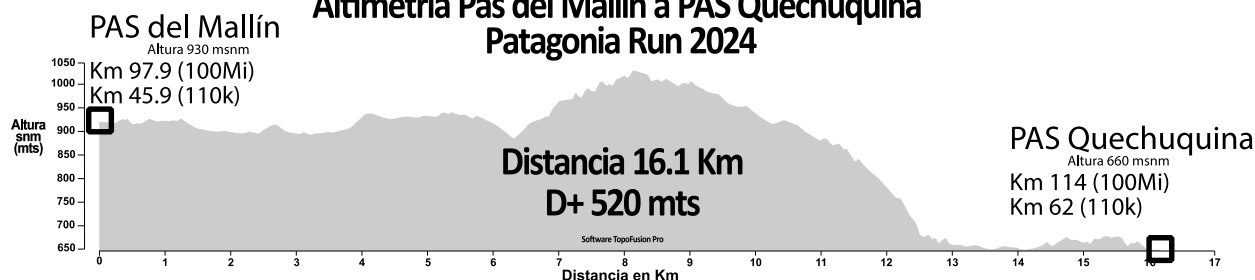 Altimetría Pas del Mallín a PAS Quechuquina
Patagonia Run 2024
PAS del Mallín
Altura 930 msnm
Km 97.9 (100Mi)
Km 45.9 (110k)
PAS Quechuquina
Altura 660 msnm
Km 114 (100Mi)
Km 62 (110k)
Distancia 16.1 Km
D+ 520 mts
Software TopoFusion Pro
Altura
snm
(mts)
1050
1000
950
900
850
800
750
700
650
0 1 2 3 4 5 6 7 8 9 10 11 12 13 14 15 16 17
Distancia en Km